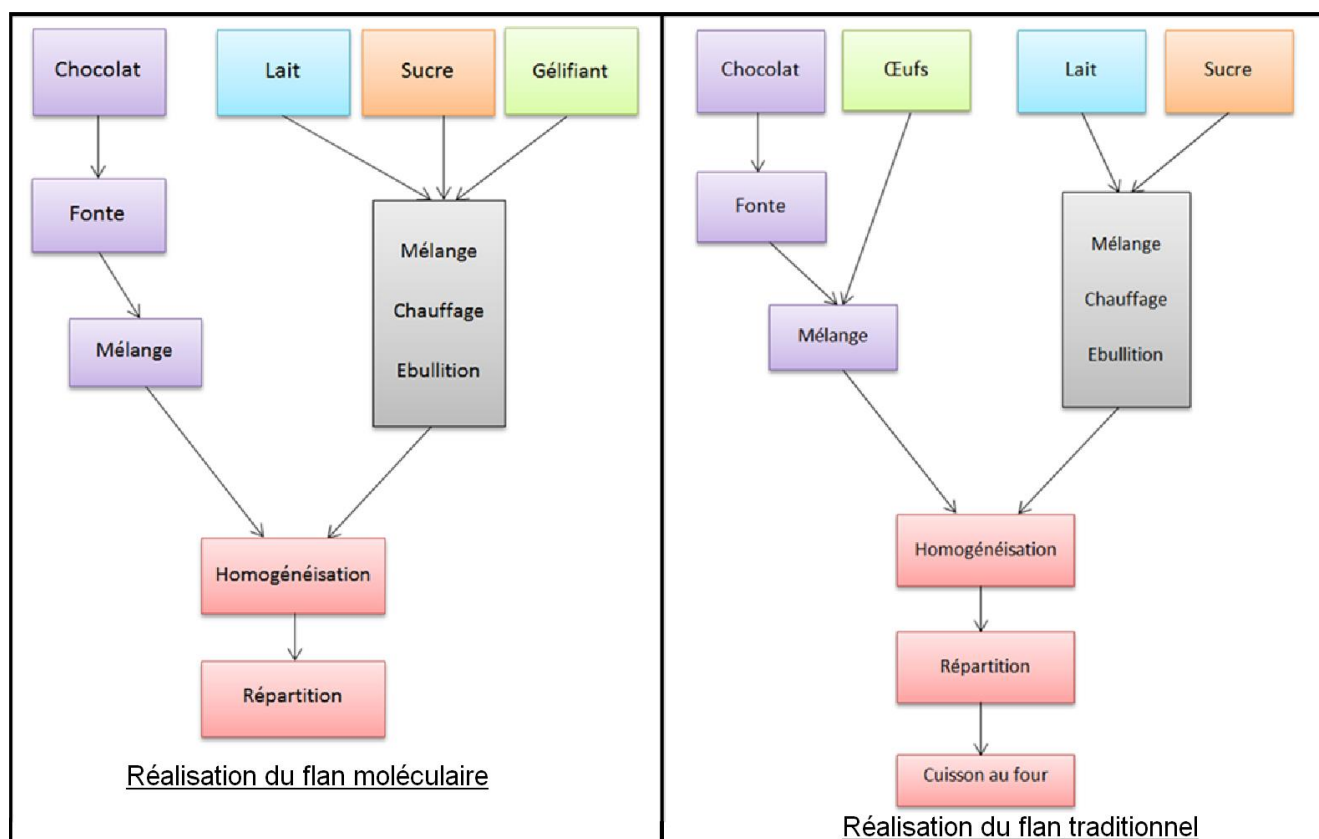 Chocolat
Lait
Sucre
Gélifiant
Fonte
Mélange
Mélange
Chauffage
Ebullition
Homogénéisation
Répartition
Réalisation du flan moléculaire
Chocolat
Œufs
Lait
Sucre
Fonte
Mélange
Mélange
Chauffage
Ebullition
Homogénéisation
Répartition
Cuisson au four
Réalisation du flan traditionnel